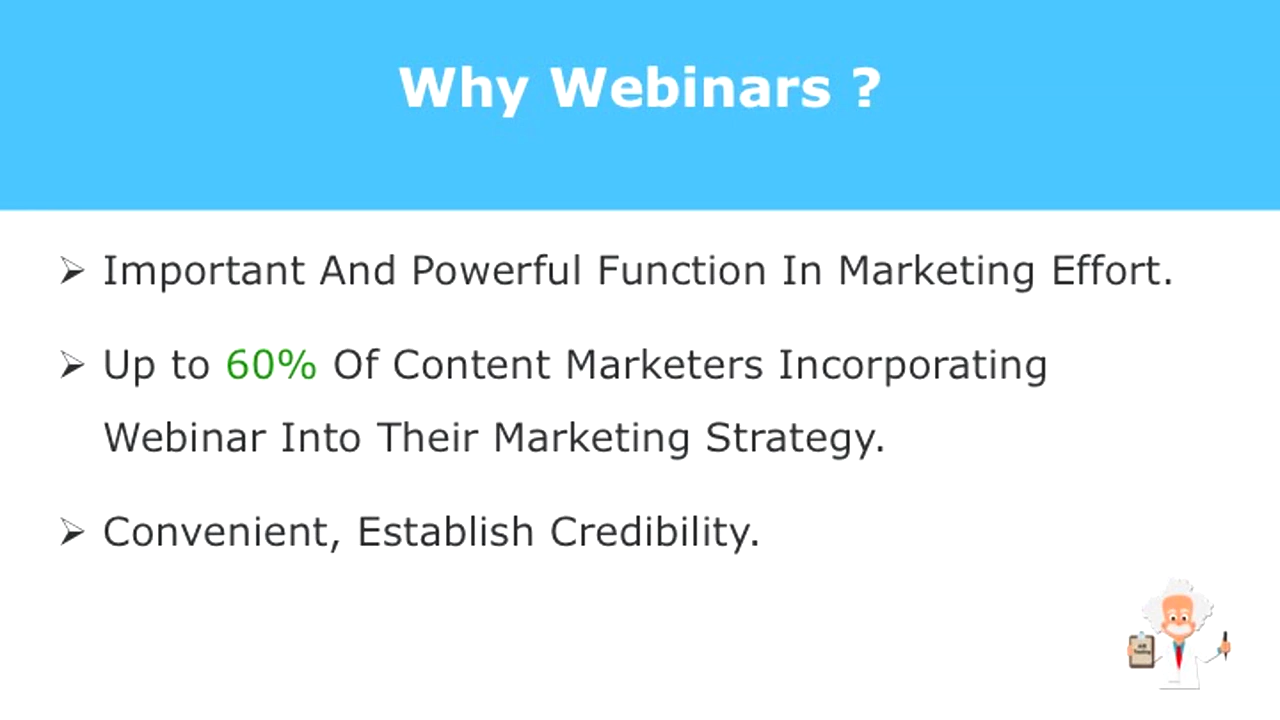 Why Webinars ?
➢ Important And Powerful Function In Marketing Effort.
➢ Up to 60% Of Content Marketers Incorporating
Webinar Into Their Marketing Strategy.
➢ Convenient, Establish Credibility.
A/B
Testing